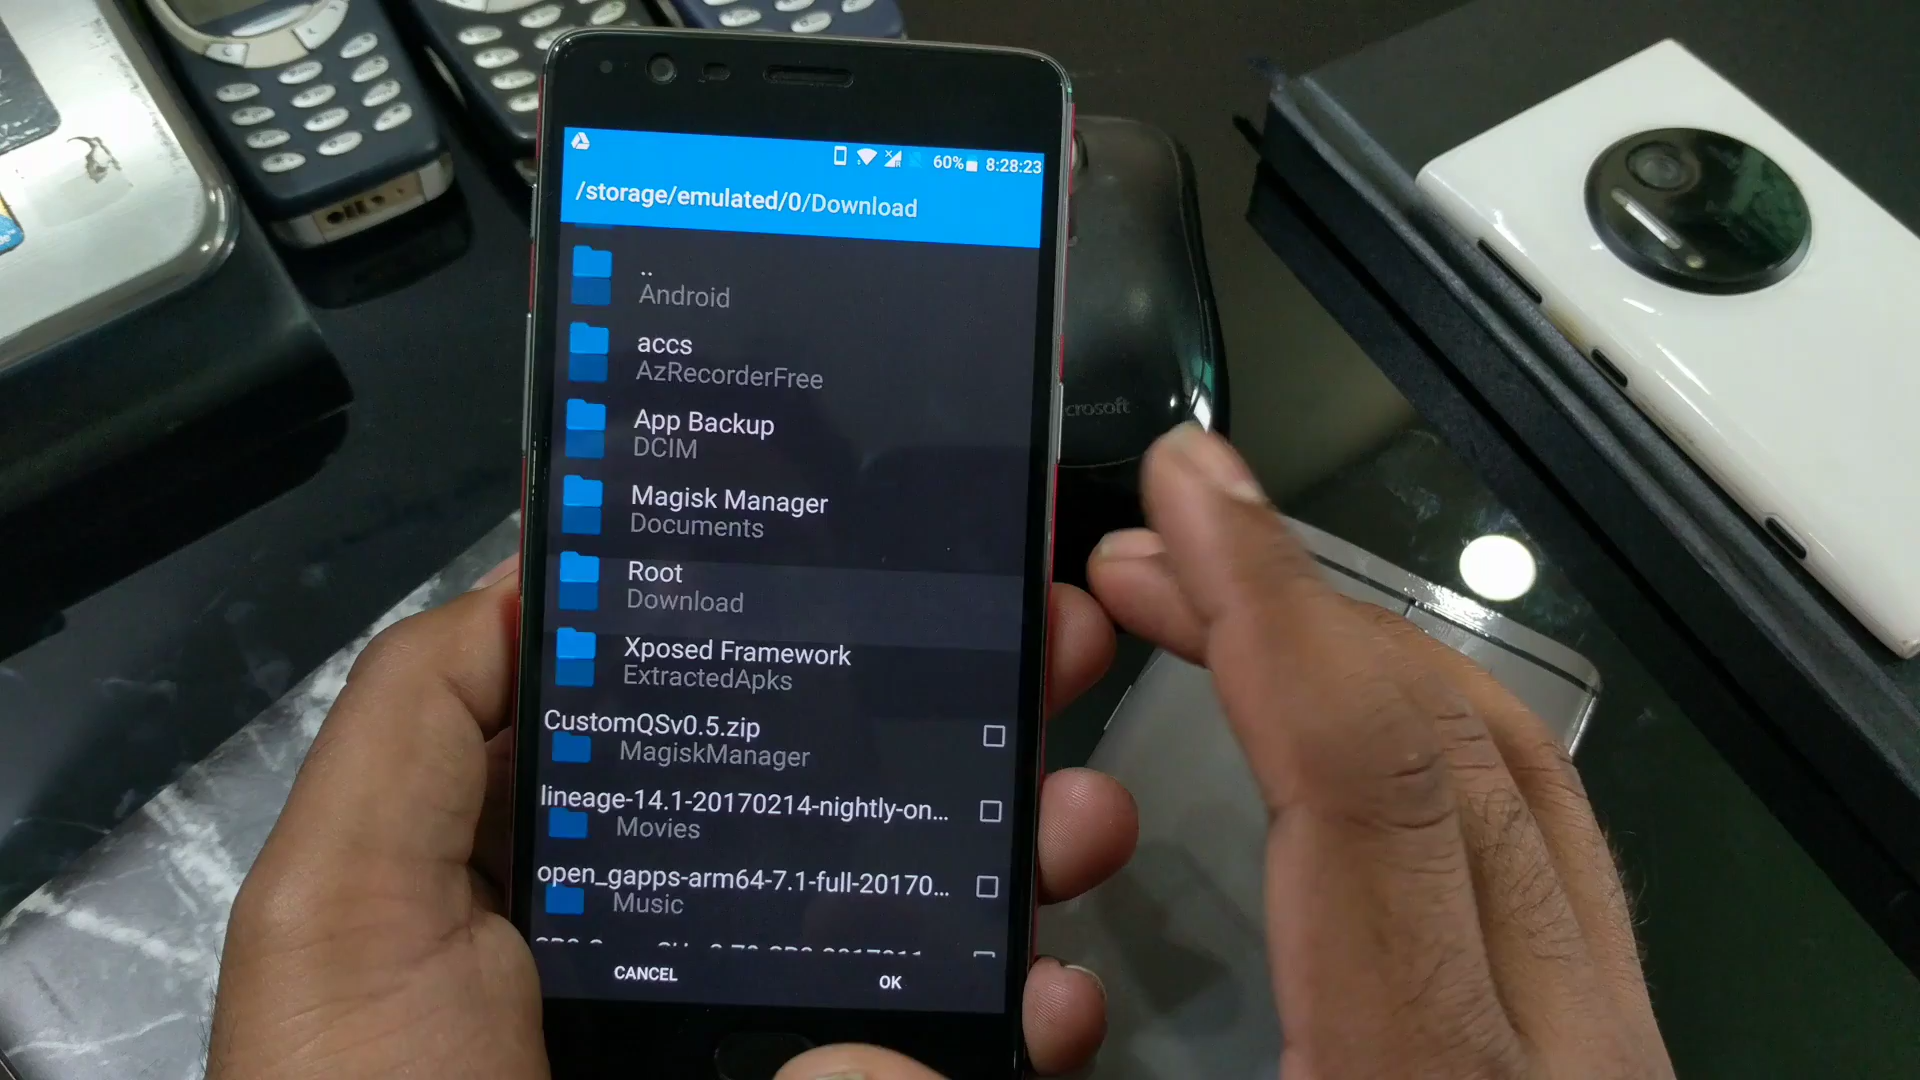 60% 8:28:23
/storage/emulated/0/Download
..
Android
accs
AzRecorderFree
App Backup
DCIM
Magisk Manager
Documents
Root
Download
Xposed Framework
ExtractedApks
CustomQSv0.5.zip
MagiskManager
lineage-14.1-20170214-nightly-on...
Movies
open_gapps-arm64-7.1-full-20170...
Music
CANCEL
OK
crosoft